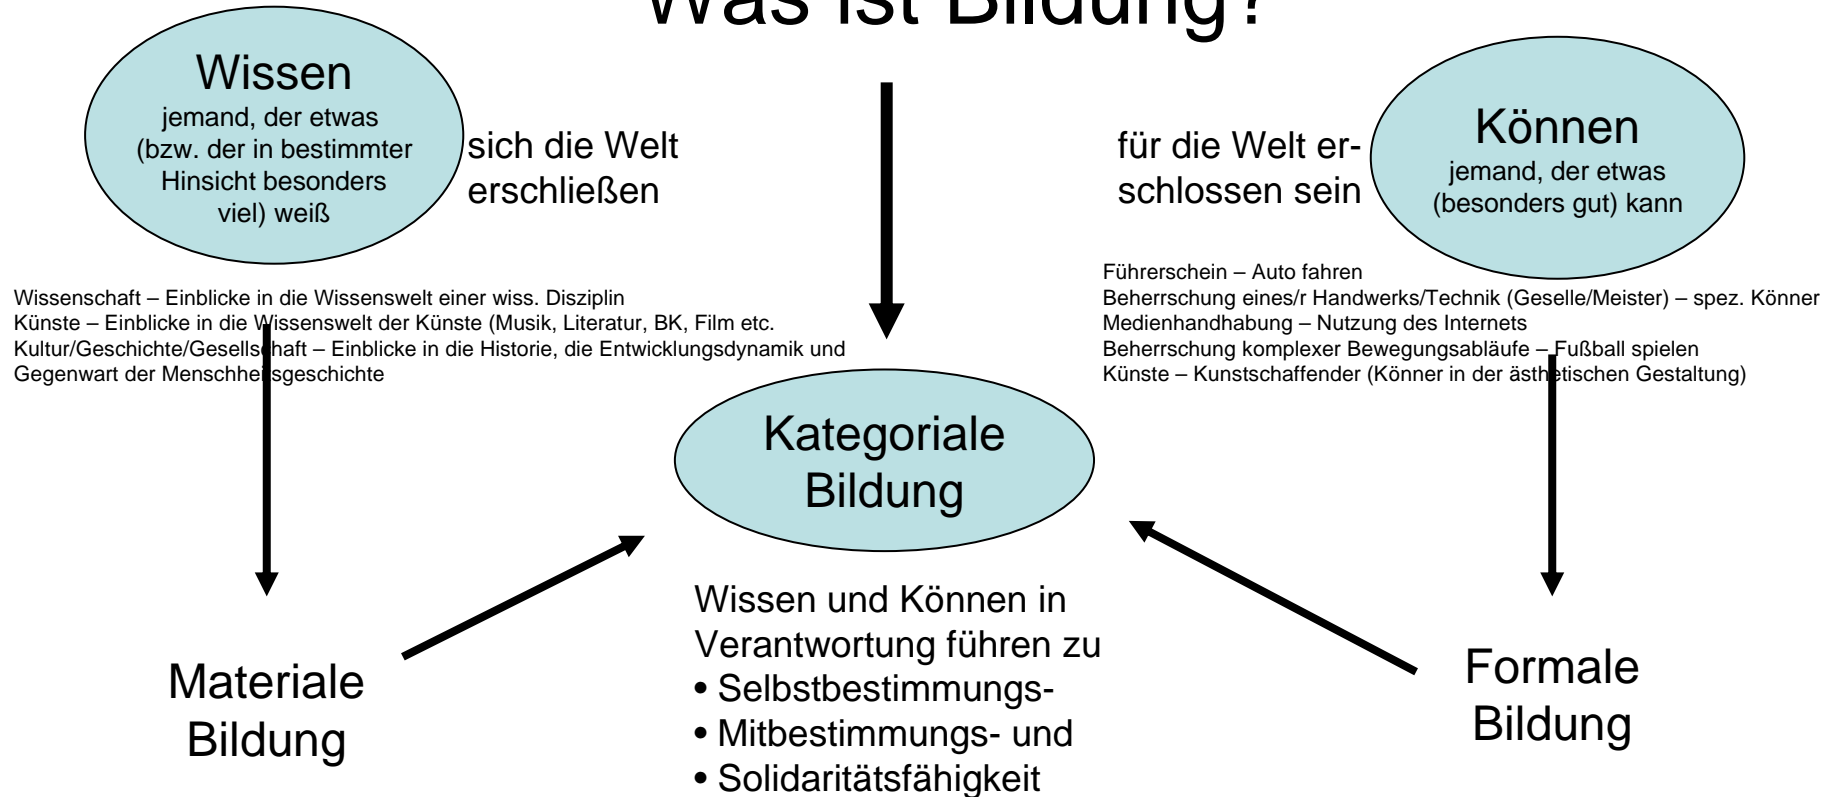 Was ist Bildung?
Wissen
jemand, der etwas
(bzw. der in bestimmter
Hinsicht besonders
viel) weiß
sich die Welt
erschließen
für die Welt er-
schlossen sein
Können
jemand, der etwas
(besonders gut) kann
Wissenschaft – Einblicke in die Wissenswelt einer wiss. Disziplin
Künste – Einblicke in die Wissenswelt der Künste (Musik, Literatur, BK, Film etc.
Kultur/Geschichte/Gesellschaft – Einblicke in die Historie, die Entwicklungsdynamik und
Gegenwart der Menschheitsgeschichte
Führerschein – Auto fahren
Beherrschung eines/r Handwerks/Technik (Geselle/Meister) – spez. Könner
Medienhandhabung – Nutzung des Internets
Beherrschung komplexer Bewegungsabläufe – Fußball spielen
Künste – Kunstschaffender (Könner in der ästhetischen Gestaltung)
Kategoriale
Bildung
Wissen und Können in
Verantwortung führen zu
• Selbstbestimmungs-
• Mitbestimmungs- und
• Solidaritätsfähigkeit
Materiale
Bildung
Formale
Bildung